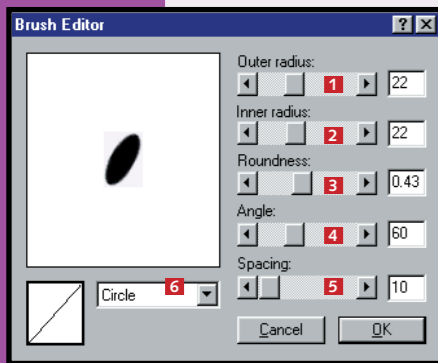 Brush Editor
Outer radius:
1 22
Inner radius:
2 22
Roundness:
3 0.43
Angle:
4 60
Spacing:
5 10
Circle 6
Cancel OK